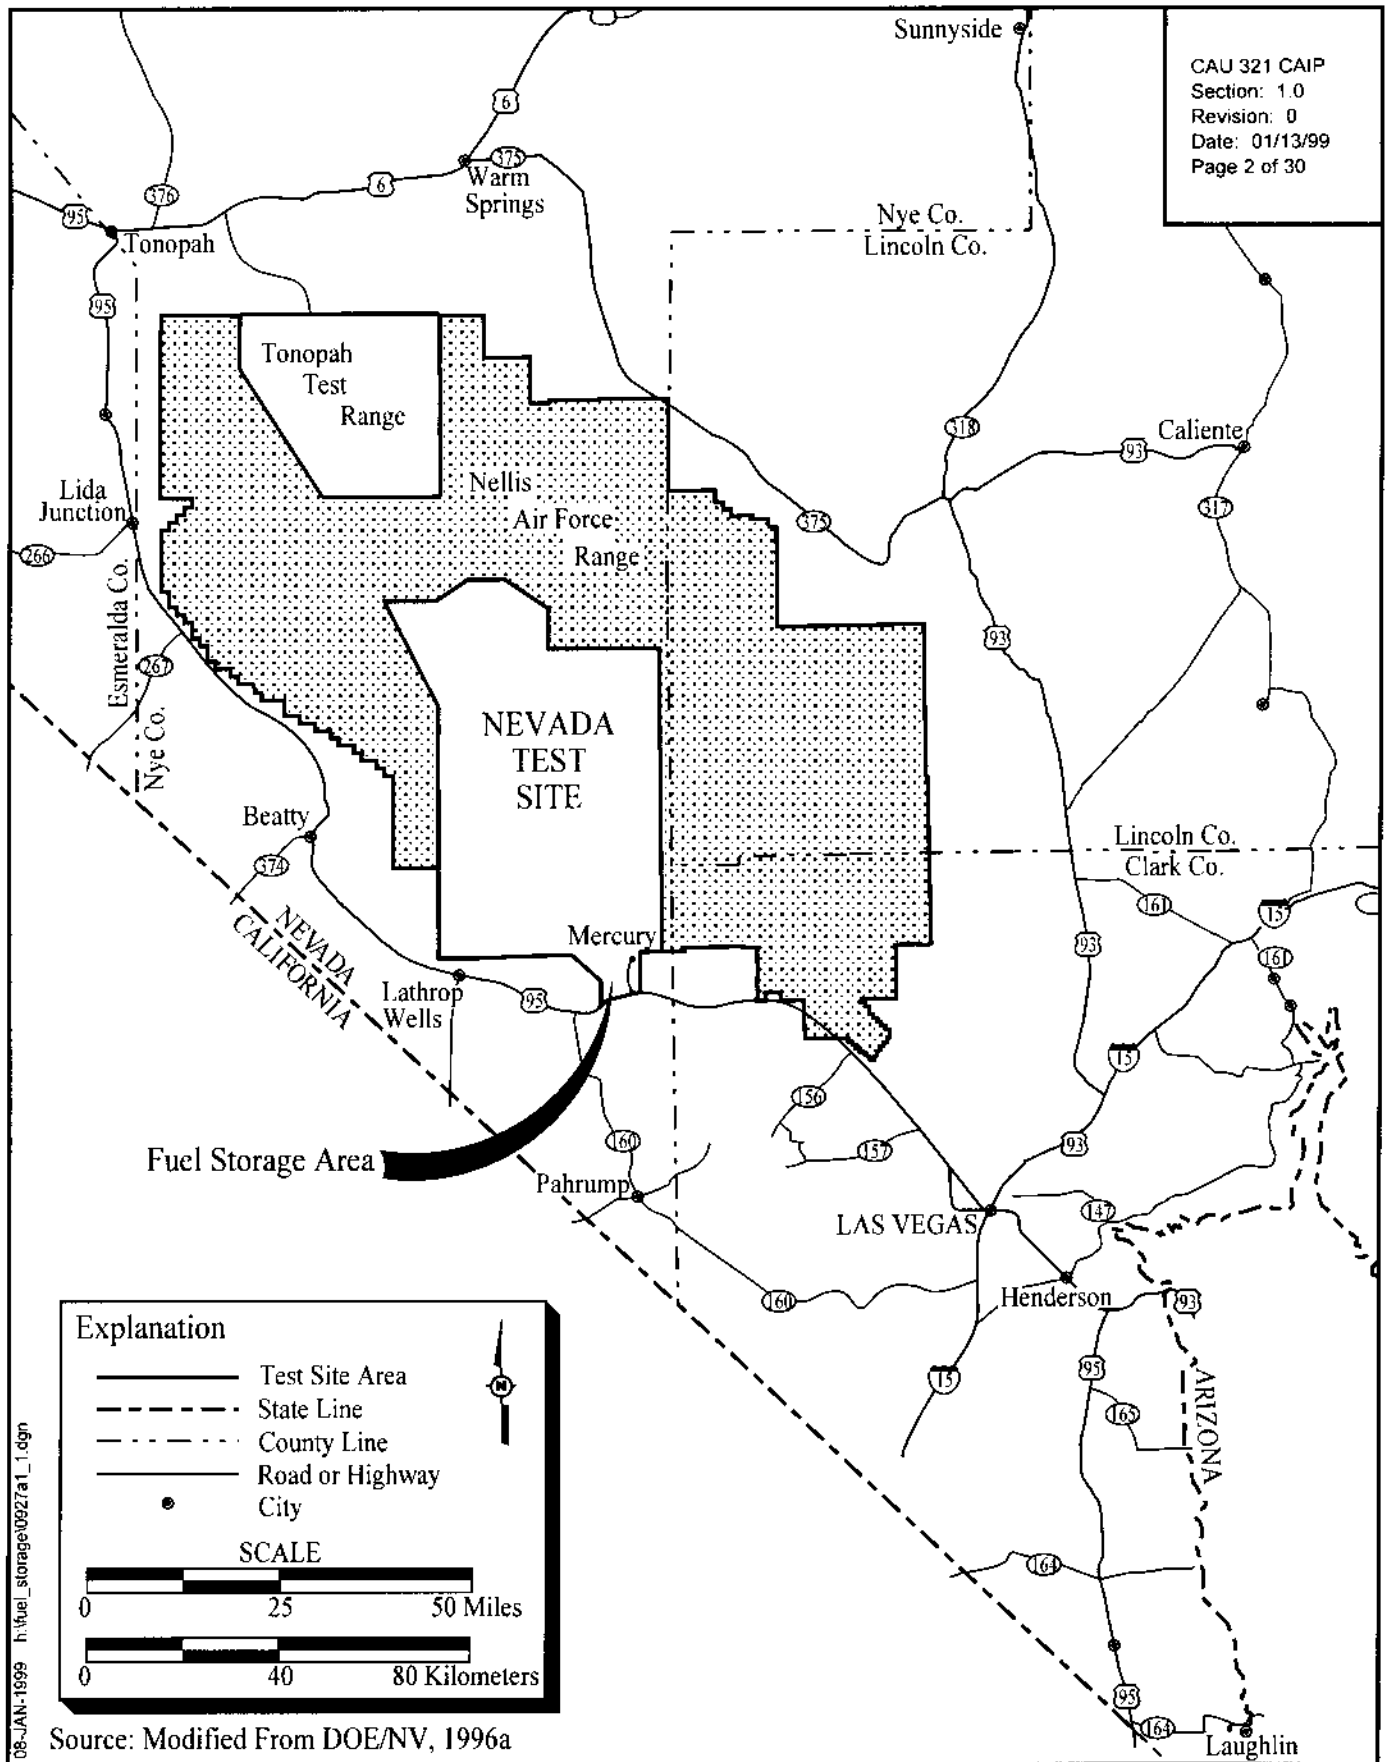 CAU 321 CAIP
Section: 1.0
Revision: 0
Date: 01/13/99
Page 2 of 30
Sunnyside
6
375
Warm
Springs
6
376
95
Tonopah
Nye Co.
Lincoln Co.
95
Tonopah
Test
Range
318
Caliente
93
Nellis
Air Force
Range
Lida
Junction
317
375
266
Esmeralda Co.
Nye Co.
267
93
NEVADA
TEST
SITE
Beatty
374
Lincoln Co.
Clark Co.
161
15
NEVADA
CALIFORNIA
Mercury
93
161
Lathrop
Wells
95
15
156
160
157
93
Fuel Storage Area
Pahrump
147
LAS VEGAS
160
Henderson
93
15
95
165
ARIZONA
164
95
164
Laughlin
Explanation
N
Test Site Area
State Line
County Line
Road or Highway
City
SCALE
0 25 50 Miles
0 40 80 Kilometers
08-JAN-1999 h:\fuel_storage\0927a1_1.dgn
Source: Modified From DOE/NV, 1996a